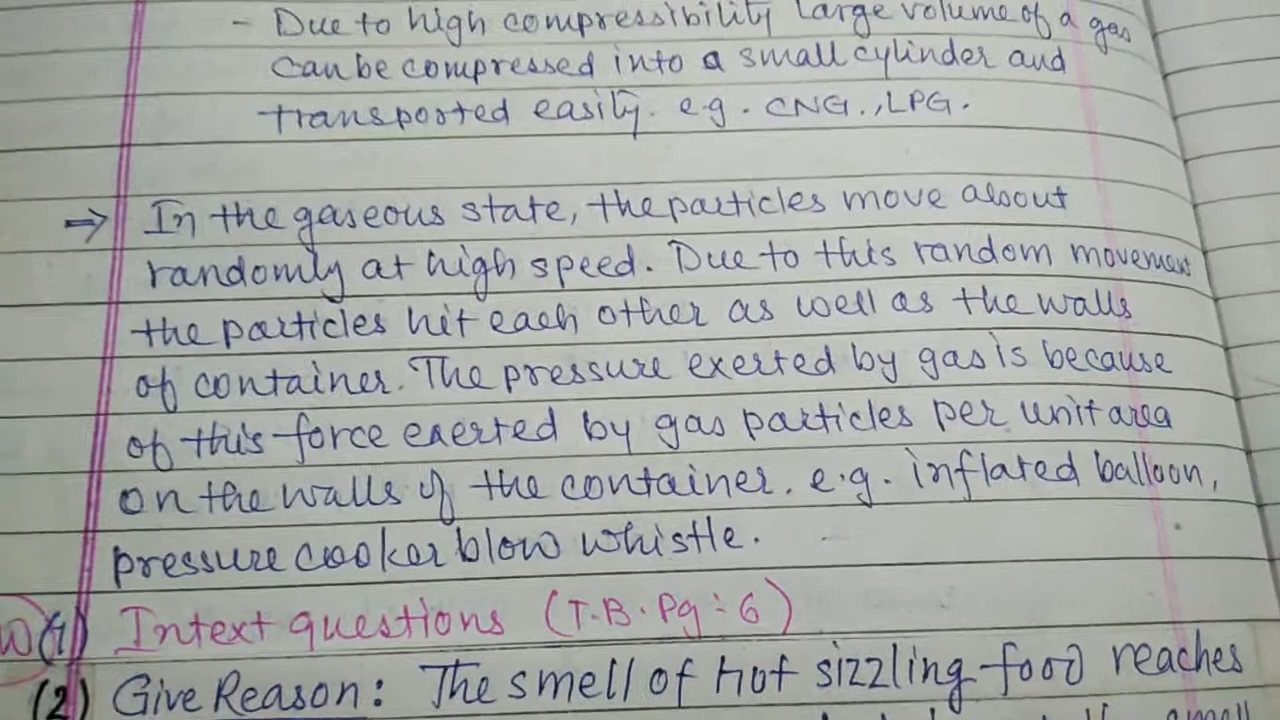 - Due to high compressibility large volume of a gas
can be compressed into a small cylinder and
transported easily. e.g. CNG., LPG.
⇒ In the gaseous state, the particles move about
randomly at high speed. Due to this random movement
the particles hit each other as well as the walls
of container. The pressure exerted by gas is because
of this force exerted by gas particles per unit area
on the walls of the container. e.g. inflated balloon,
pressure cooker blow whistle.
(1) Intext questions (T.B. Pg : 6)
(2) Give Reason : The smell of hot sizzling food reaches